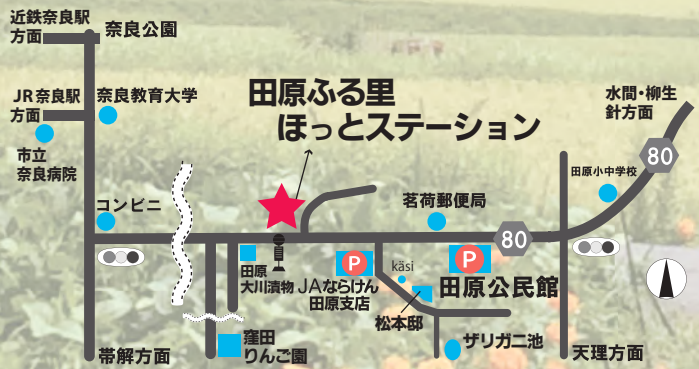 近鉄奈良駅
方面
奈良公園
JR奈良駅
方面
奈良教育大学
市立
奈良病院
コンビニ
田原ふる里
ほっとステーション
水間・柳生
針方面
80
田原小中学校
茗荷郵便局
80
田原
大川漬物
P
JAならけん
田原支店
käsi
P
田原公民館
松本邸
窪田
りんご園
ザリガニ池
帯解方面
天理方面